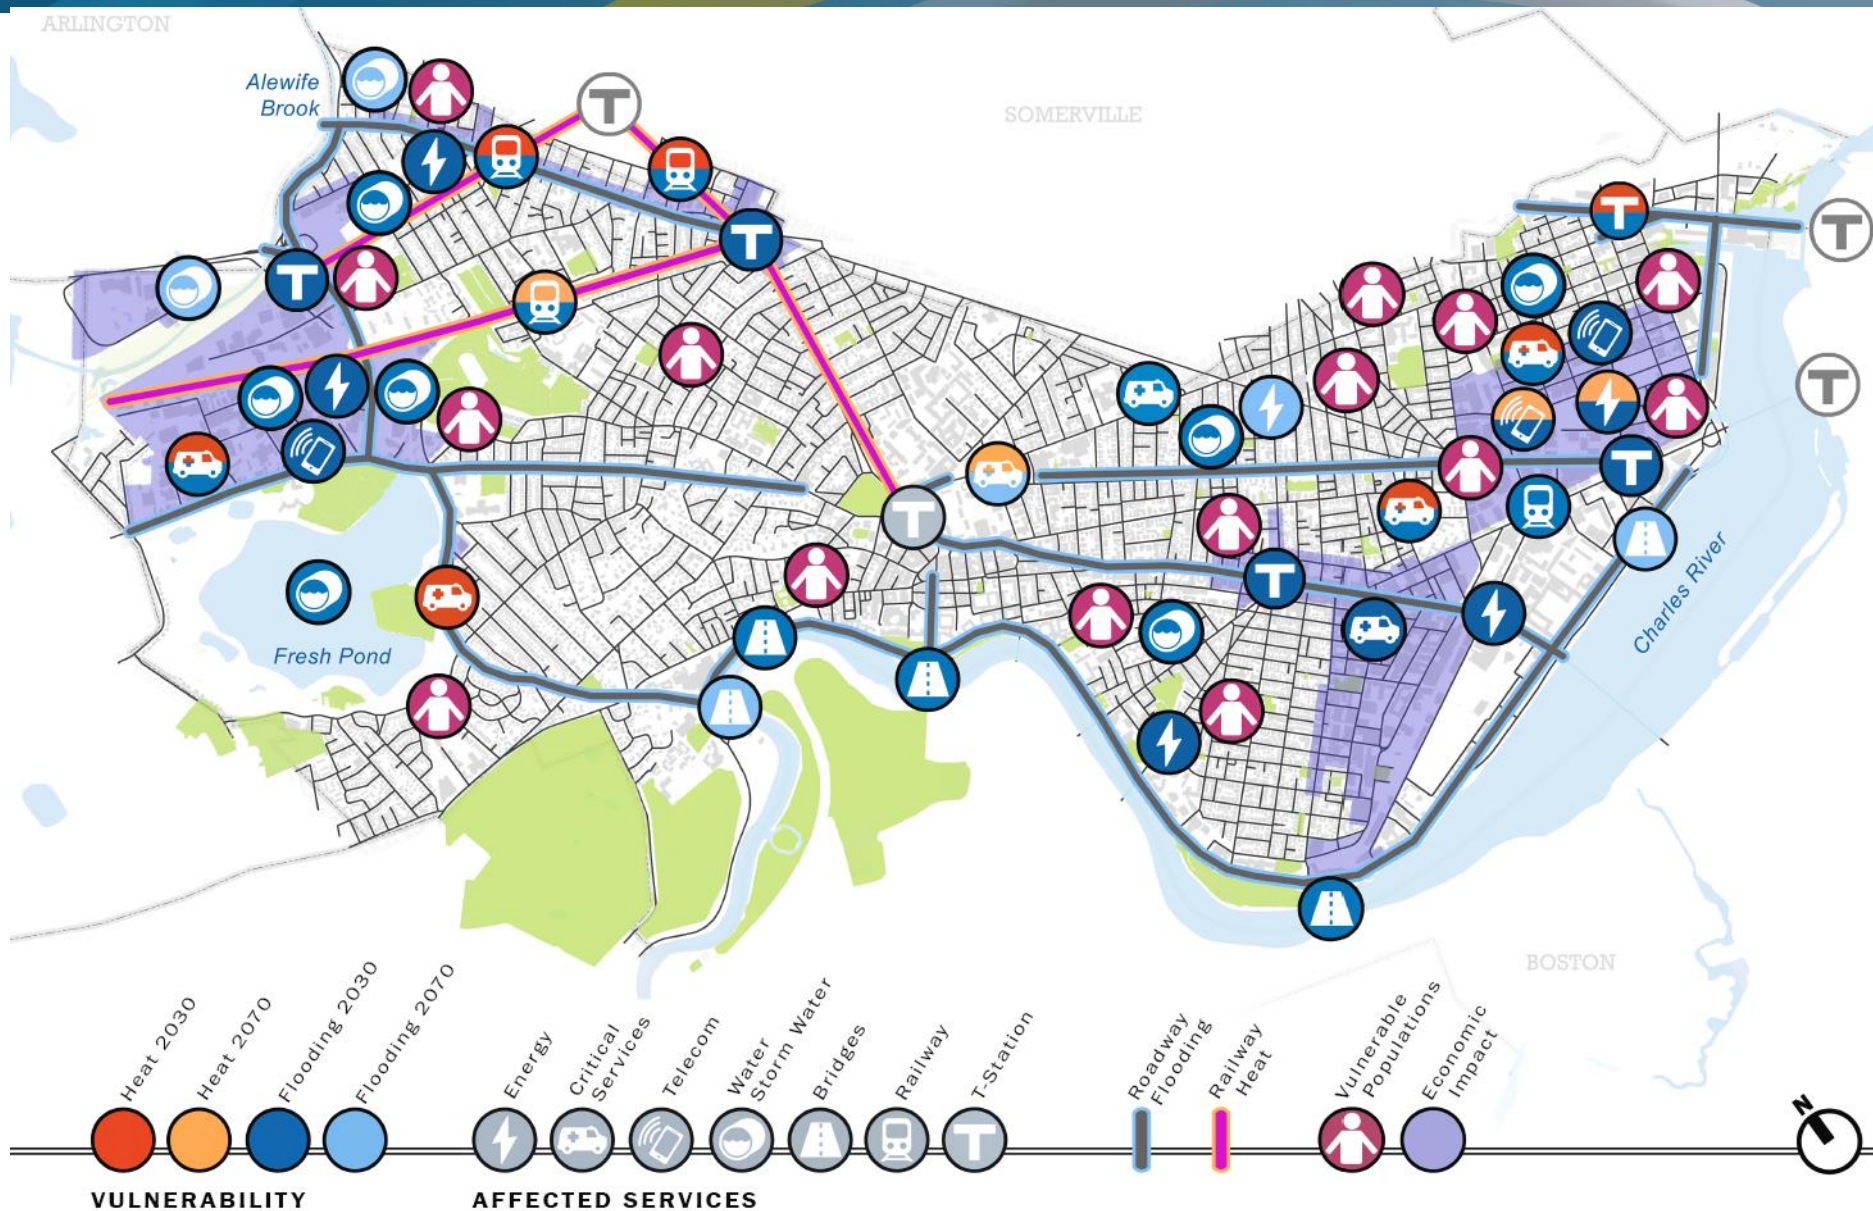 ARLINGTON
Alewife
Brook
SOMERVILLE
T
T
T
T
T
T
T
T
T
T
Fresh Pond
Charles River
BOSTON
Heat 2030
Heat 2070
Flooding 2030
Flooding 2070
Energy
Critical
Services
Telecom
Water
Storm Water
Bridges
Railway
T-Station
Roadway
Flooding
Railway
Heat
Vulnerable
Populations
Economic
Impact
T
N
VULNERABILITY
AFFECTED SERVICES